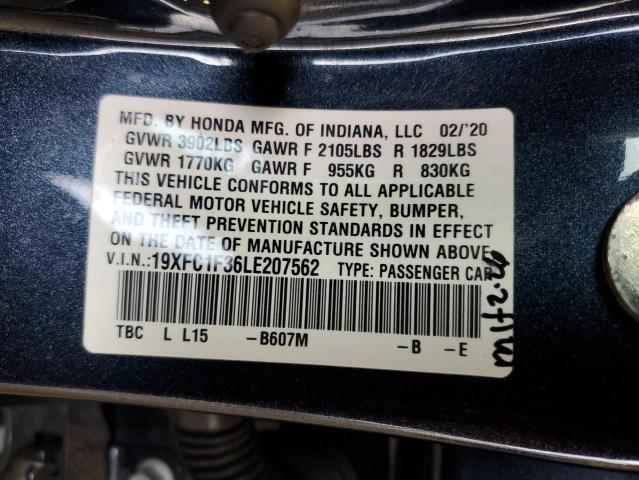 MFD. BY HONDA MFG. OF INDIANA, LLC 02/'20
GVWR 3902LBS GAWR F 2105LBS R 1829LBS
GVWR 1770KG GAWR F 955KG R 830KG
THIS VEHICLE CONFORMS TO ALL APPLICABLE
FEDERAL MOTOR VEHICLE SAFETY, BUMPER,
AND THEFT PREVENTION STANDARDS IN EFFECT
ON THE DATE OF MANUFACTURE SHOWN ABOVE.
V.I.N.:19XFC1F36LE207562 TYPE: PASSENGER CAR
TBC L L15 -B607M -B -E